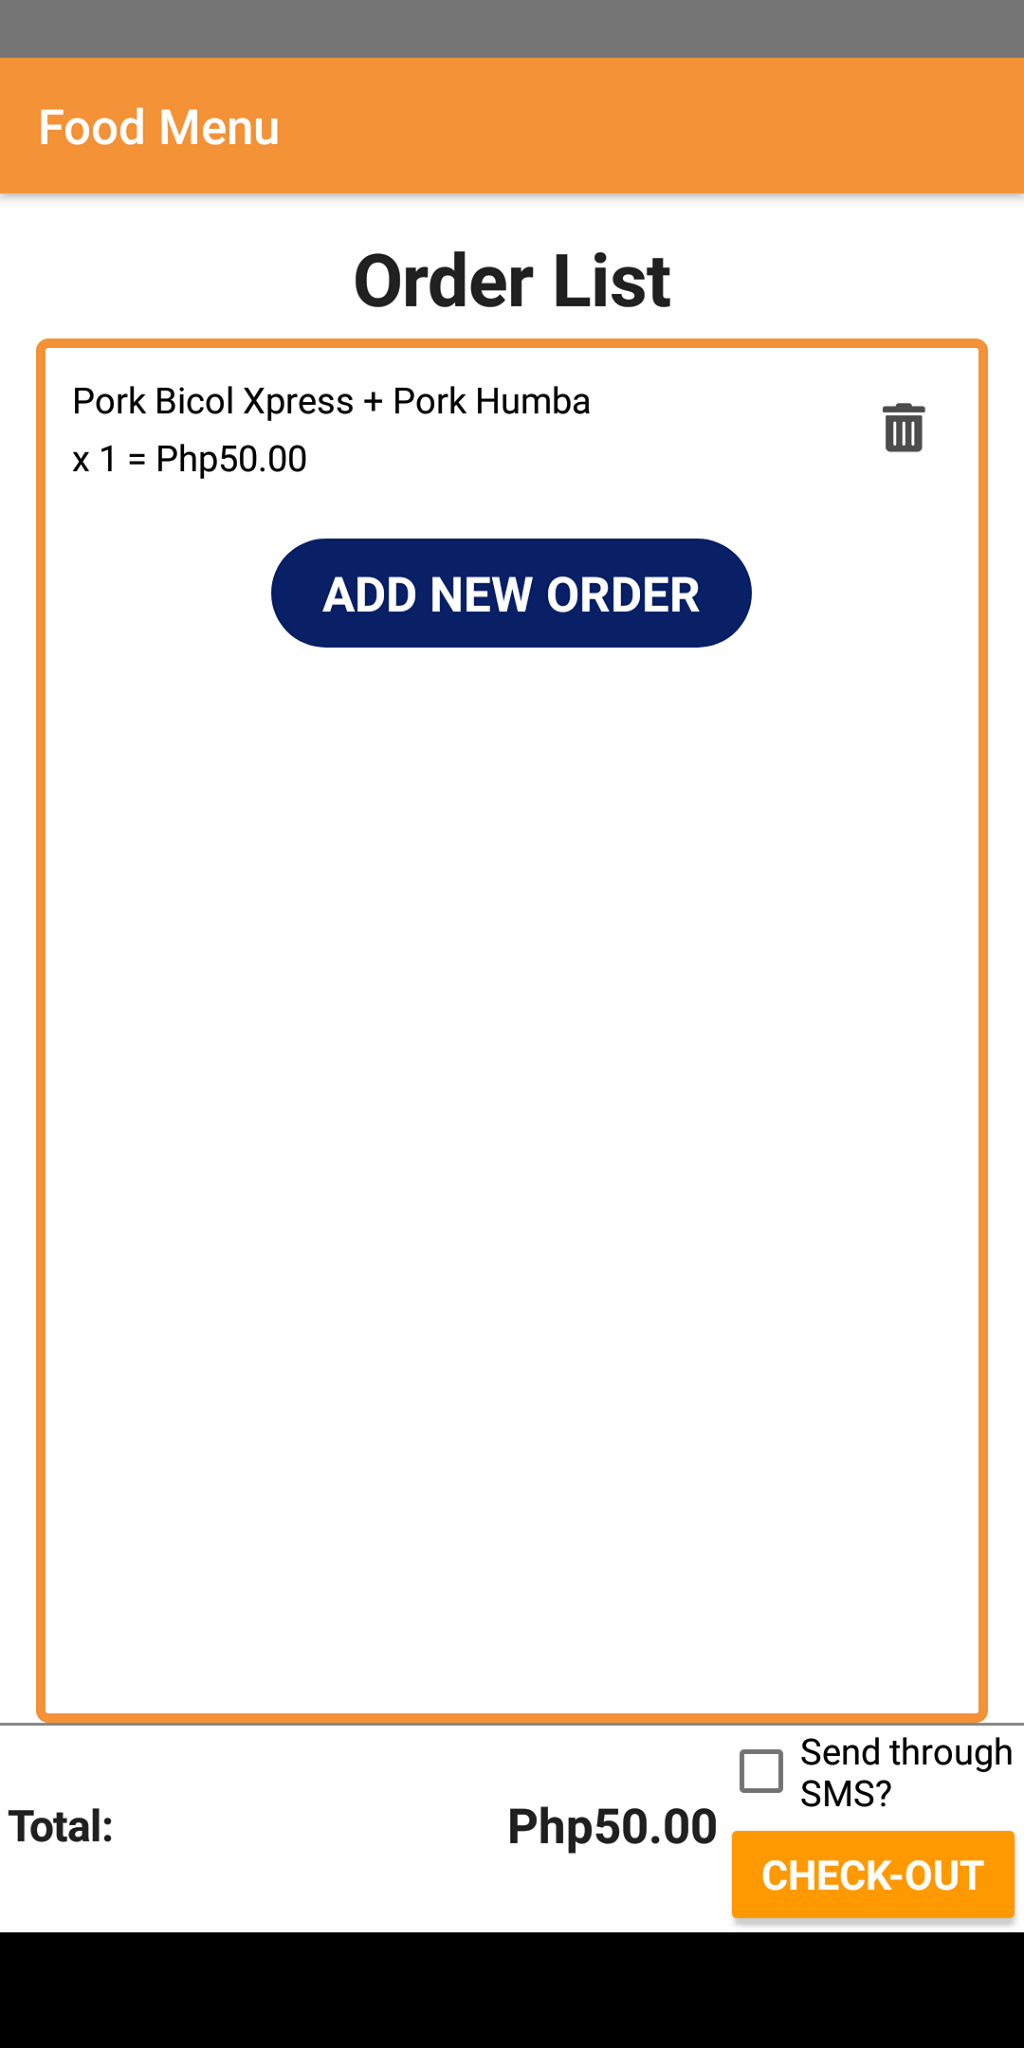 Food Menu
Order List
Pork Bicol Xpress + Pork Humba
x 1 = Php50.00
ADD NEW ORDER
Send through
SMS?
Total:
Php50.00
CHECK-OUT